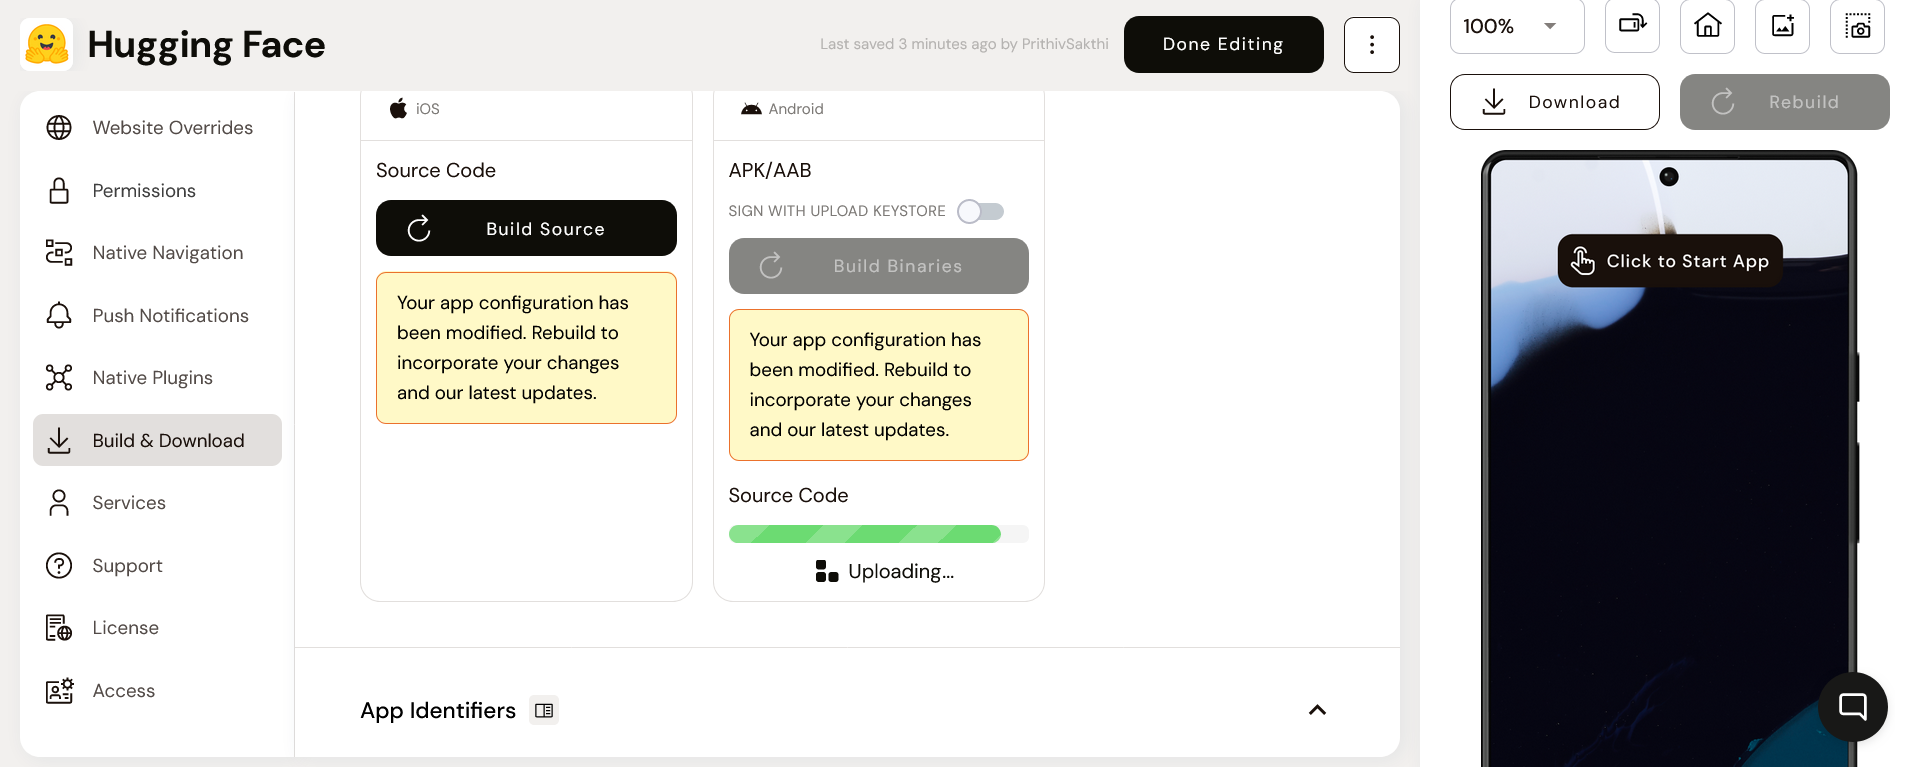 Hugging Face
Last saved 3 minutes ago by PrithivSakthi
Done Editing
Website Overrides
Permissions
Native Navigation
Push Notifications
Native Plugins
Build & Download
Services
Support
License
Access
iOS
Source Code
Build Source
Your app configuration has
been modified. Rebuild to
incorporate your changes
and our latest updates.
Android
APK/AAB
SIGN WITH UPLOAD KEYSTORE
Build Binaries
Your app configuration has
been modified. Rebuild to
incorporate your changes
and our latest updates.
Source Code
Uploading...
App Identifiers
100%
Download
Rebuild
Click to Start App